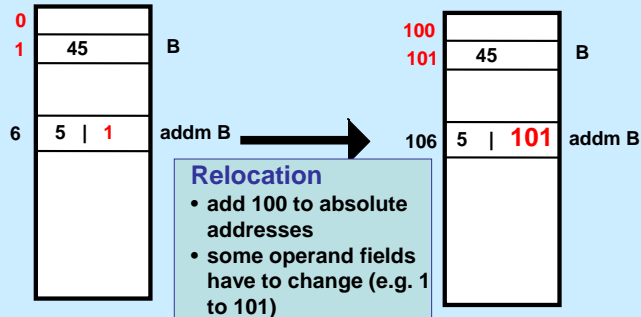 0
1 45 B
6 5 | 1 addm B
Relocation
• add 100 to absolute
addresses
• some operand fields
have to change (e.g. 1
to 101)
100
101 45 B
106 5 | 101 addm B